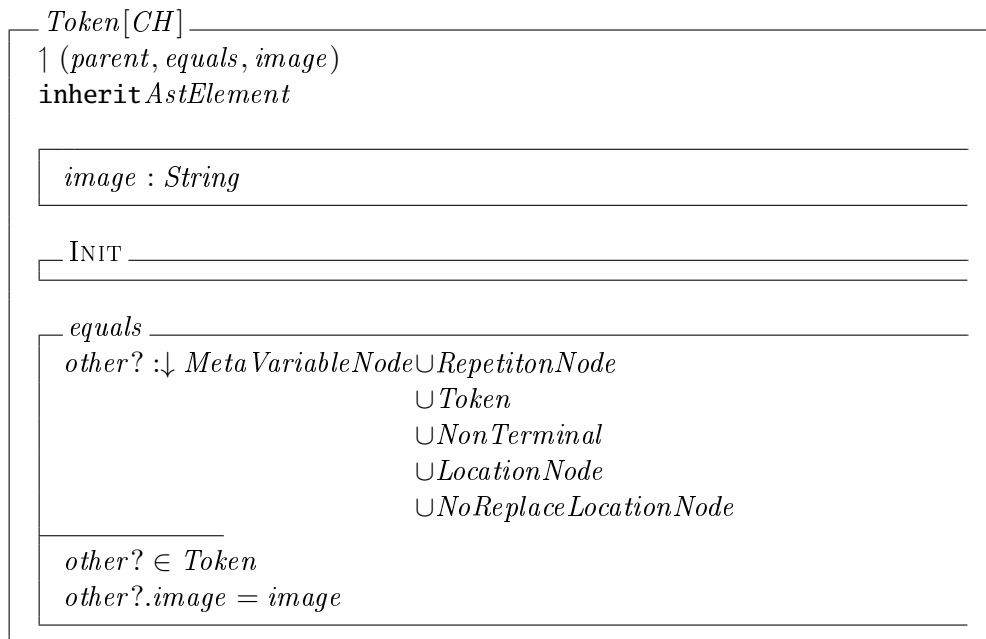 Token[CH]
↾ (parent, equals, image)
inherit AstElement
image : String
INIT
equals
other? :↓ MetaVariableNode∪RepetitonNode
∪Token
∪NonTerminal
∪LocationNode
∪NoReplaceLocationNode
other? ∈ Token
other?.image = image